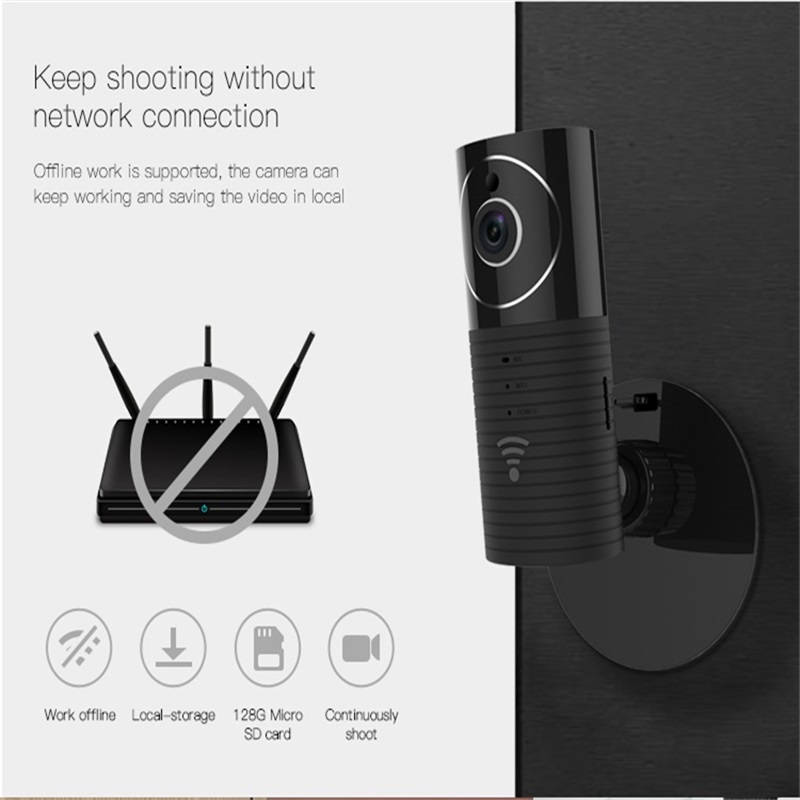 Keep shooting without
network connection
Offline work is supported, the camera can
keep working and saving the video in local
POWER
Work offline
Local-storage
128G Micro
SD card
Continuously
shoot